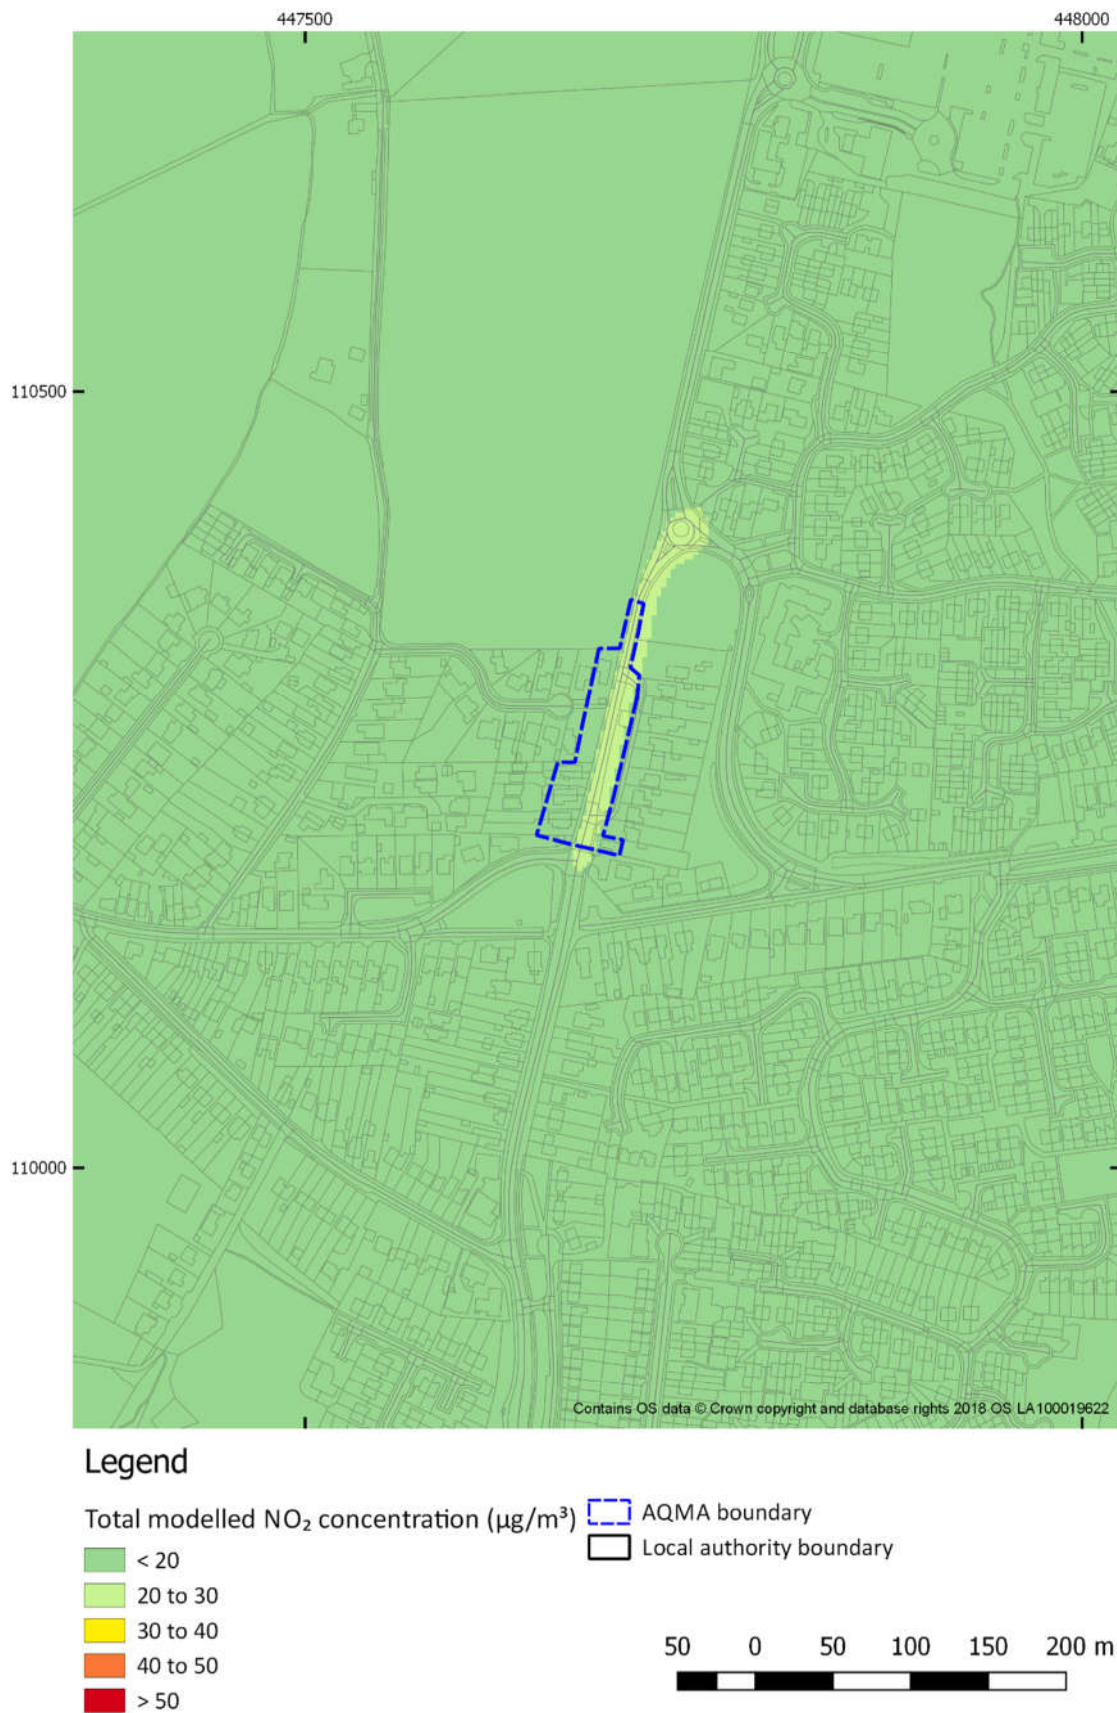 447500 448000
110500
110000
Contains OS data © Crown copyright and database rights 2018 OS LA100019622
Legend
Total modelled NO₂ concentration (µg/m³)
< 20
20 to 30
30 to 40
40 to 50
> 50
AQMA boundary
Local authority boundary
50 0 50 100 150 200 m